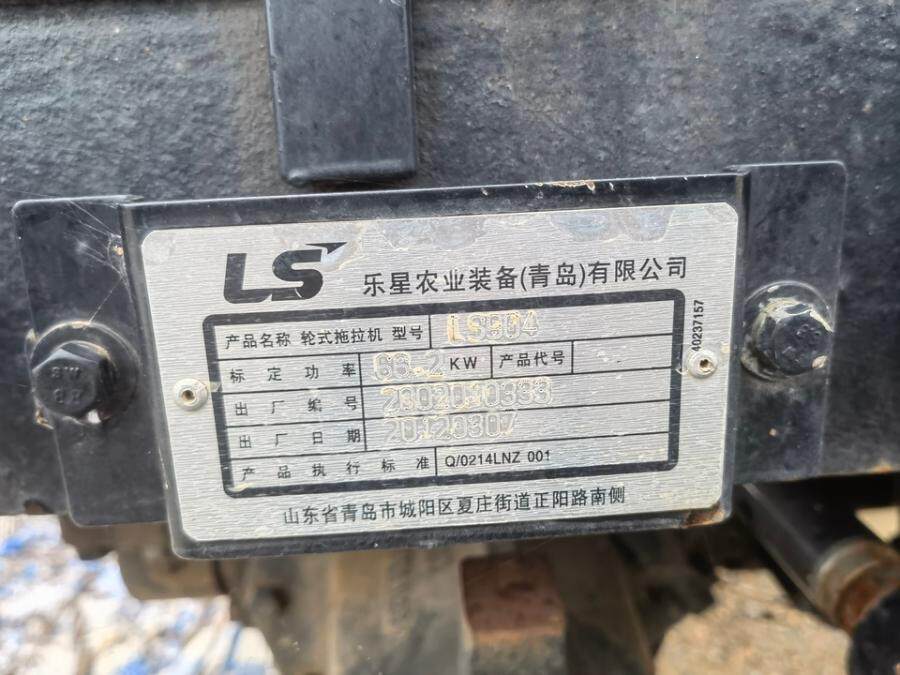 LS
乐星农业装备(青岛)有限公司
产品名称 轮式拖拉机 型号 LS904
标定功率 66.2 KW 产品代号
出厂编号
出厂日期 20120307
产品执行标准 Q/0214LNZ 001
山东省青岛市城阳区夏庄街道正阳路南侧
40237157